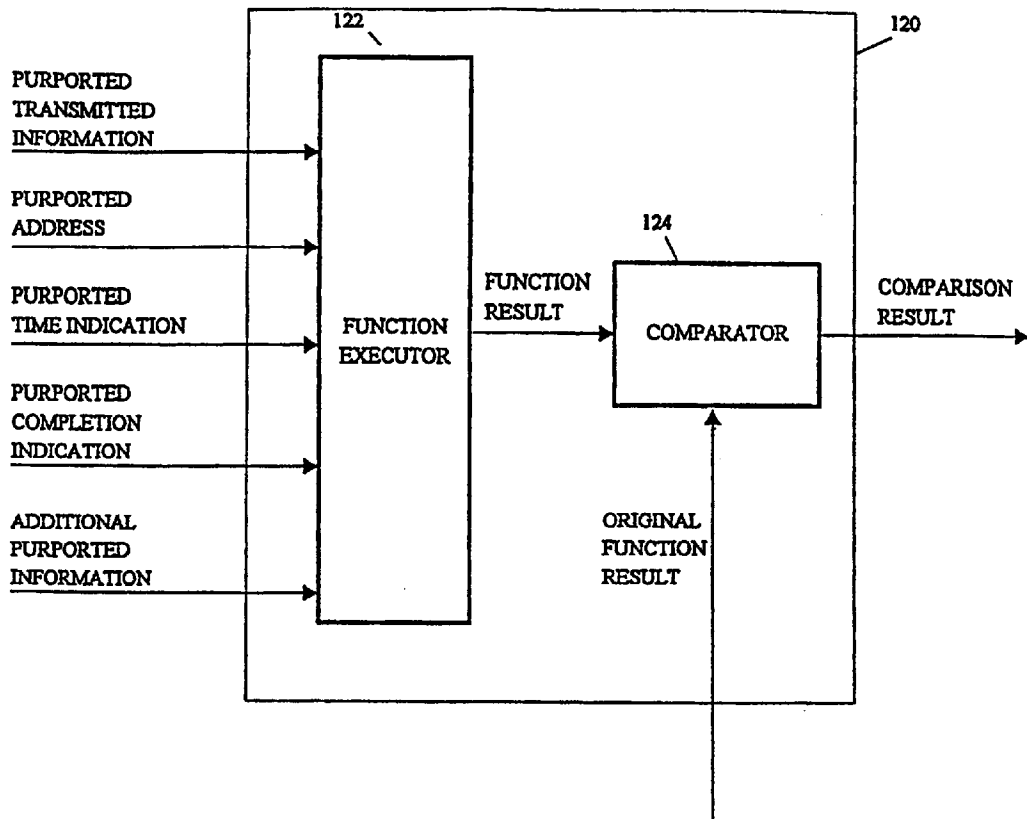 122
120
PURPORTED
TRANSMITTED
INFORMATION
PURPORTED
ADDRESS
PURPORTED
TIME INDICATION
PURPORTED
COMPLETION
INDICATION
ADDITIONAL
PURPORTED
INFORMATION
FUNCTION
EXECUTOR
FUNCTION
RESULT
124
COMPARATOR
COMPARISON
RESULT
ORIGINAL
FUNCTION
RESULT